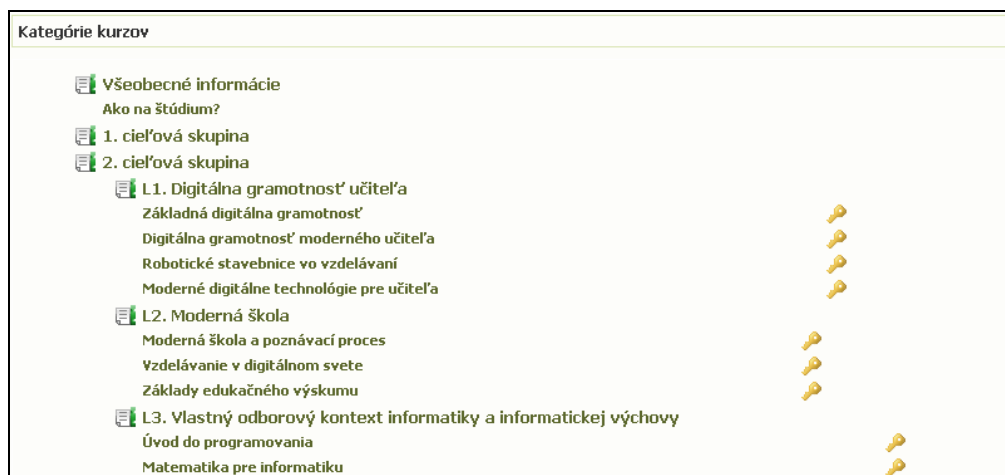 Kategórie kurzov
Všeobecné informácie
Ako na štúdium?
1. cieľová skupina
2. cieľová skupina
L1. Digitálna gramotnosť učiteľa
Základná digitálna gramotnosť
Digitálna gramotnosť moderného učiteľa
Robotické stavebnice vo vzdelávaní
Moderné digitálne technológie pre učiteľa
L2. Moderná škola
Moderná škola a poznávací proces
Vzdelávanie v digitálnom svete
Základy edukačného výskumu
L3. Vlastný odborový kontext informatiky a informatickej výchovy
Úvod do programovania
Matematika pre informatiku